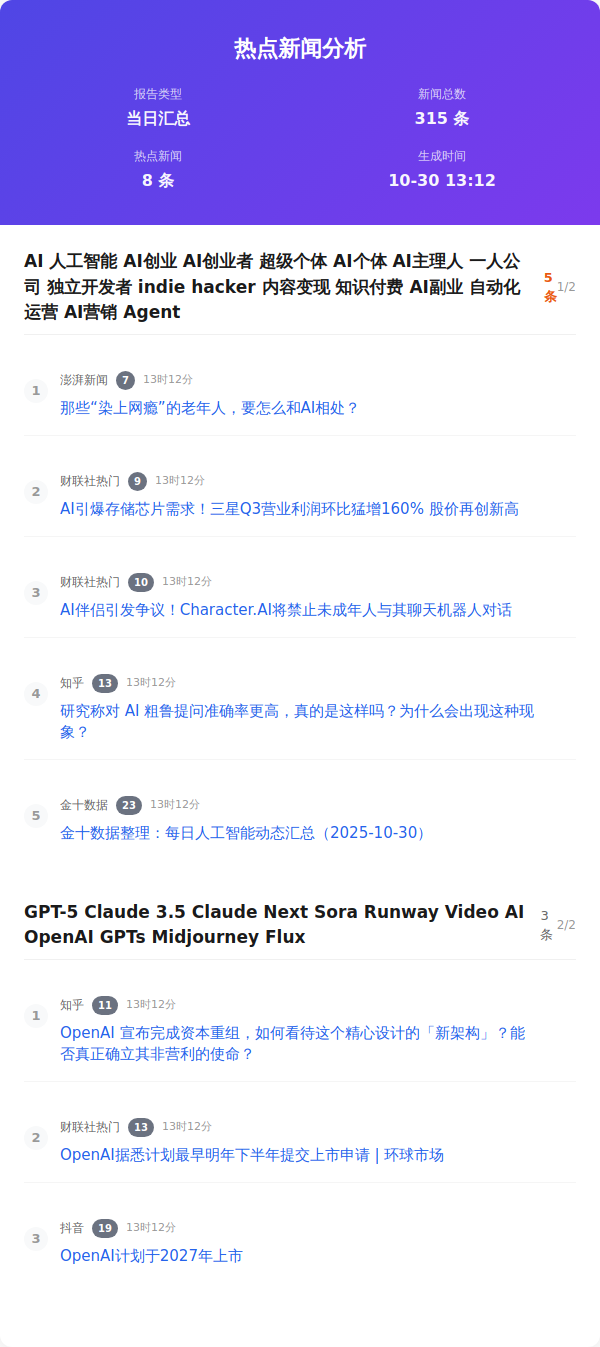 热点新闻分析
报告类型
当日汇总
新闻总数
315 条
热点新闻
8 条
生成时间
10-30 13:12
AI 人工智能 AI创业 AI创业者 超级个体 AI个体 AI主理人 一人公
司 独立开发者 indie hacker 内容变现 知识付费 AI副业 自动化
运营 AI营销 Agent
5
条
1/2
1
澎湃新闻 7 13时12分
那些“染上网瘾”的老年人，要怎么和AI相处？
2
财联社热门 9 13时12分
AI引爆存储芯片需求！三星Q3营业利润环比猛增160% 股价再创新高
3
财联社热门 10 13时12分
AI伴侣引发争议！Character.AI将禁止未成年人与其聊天机器人对话
4
知乎 13 13时12分
研究称对 AI 粗鲁提问准确率更高，真的是这样吗？为什么会出现这种现
象？
5
金十数据 23 13时12分
金十数据整理：每日人工智能动态汇总（2025-10-30）
GPT-5 Claude 3.5 Claude Next Sora Runway Video AI
OpenAI GPTs Midjourney Flux
3
条
2/2
1
知乎 11 13时12分
OpenAI 宣布完成资本重组，如何看待这个精心设计的「新架构」？能
否真正确立其非营利的使命？
2
财联社热门 13 13时12分
OpenAI据悉计划最早明年下半年提交上市申请 | 环球市场
3
抖音 19 13时12分
OpenAI计划于2027年上市